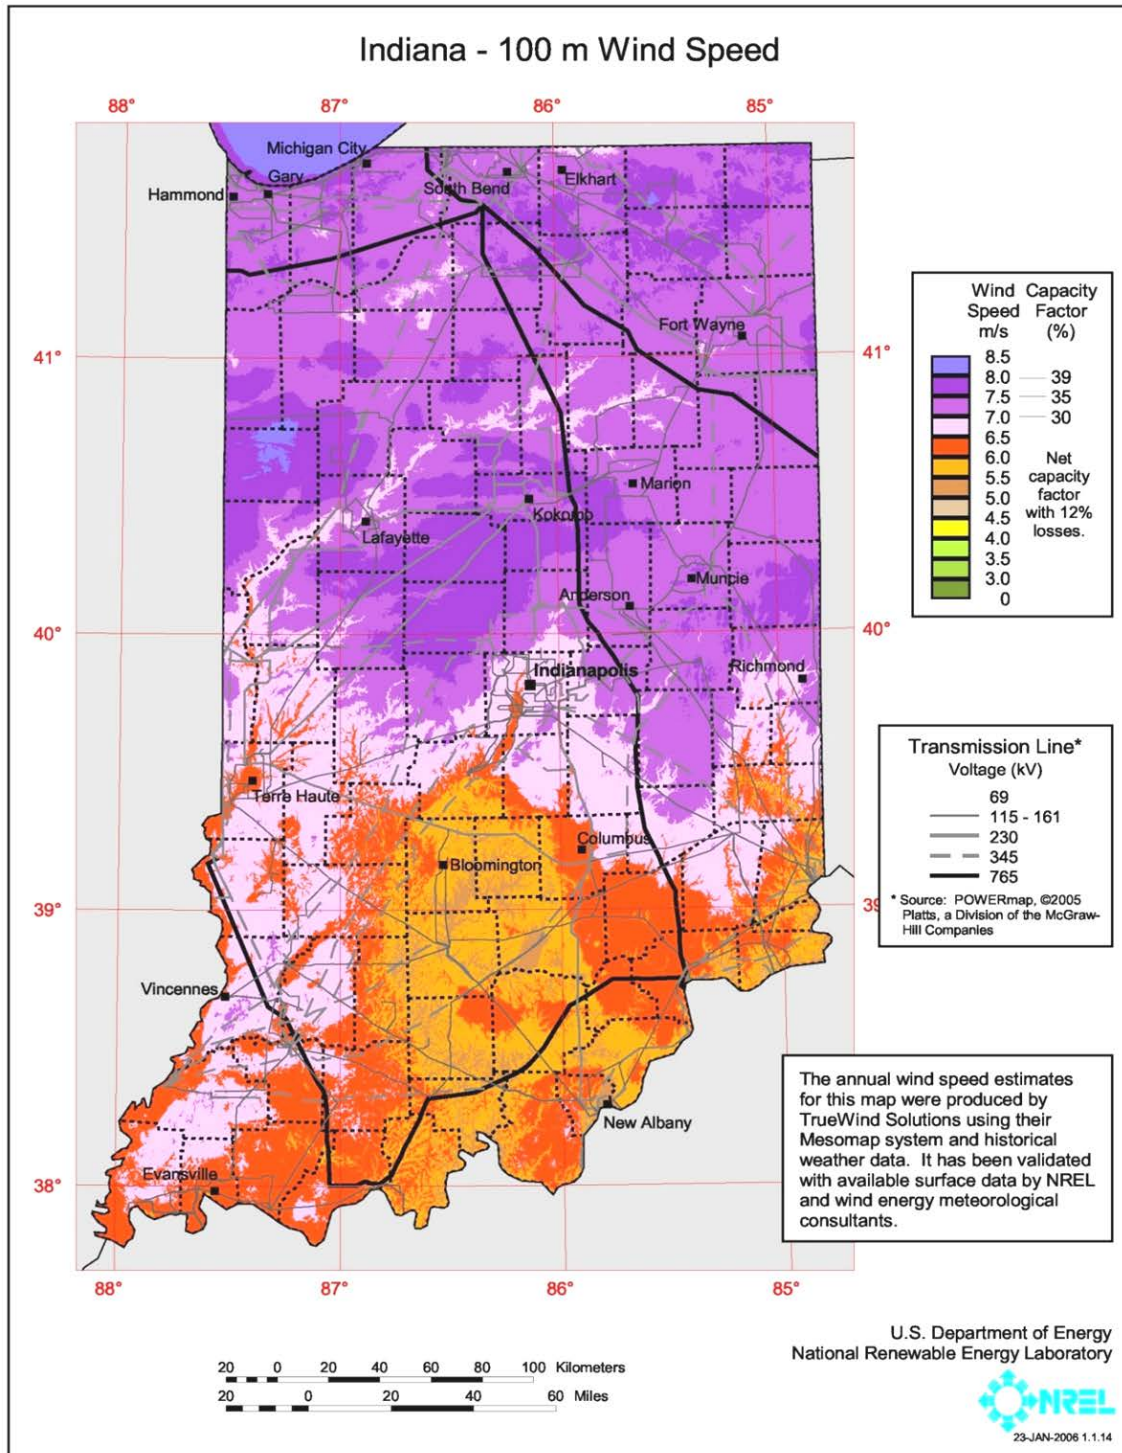 Indiana - 100 m Wind Speed
88° 87° 86° 85°
Michigan City
Gary
Hammond
South Bend
Elkhart
Fort Wayne
41° 41°
Marion
Kokomo
Lafayette
Muncie
Anderson
40° 40°
Richmond
Indianapolis
Terre Haute
Columbus
Bloomington
39° 39
Vincennes
New Albany
Evansville
38° 38°
88° 87° 86° 85°
Wind Capacity
Speed Factor
m/s (%)
8.5
8.0 39
7.5 35
7.0 30
6.5
6.0
5.5
5.0
4.5
4.0
3.5
3.0
0
Net
capacity
factor
with 12%
losses.
Transmission Line*
Voltage (kV)
69
115 - 161
230
345
765
* Source: POWERmap, ©2005
Platts, a Division of the McGraw-
Hill Companies
The annual wind speed estimates
for this map were produced by
TrueWind Solutions using their
Mesomap system and historical
weather data. It has been validated
with available surface data by NREL
and wind energy meteorological
consultants.
U.S. Department of Energy
National Renewable Energy Laboratory
20 0 20 40 60 80 100 Kilometers
20 0 20 40 60 Miles
NREL
23-JAN-2006 1.1.14